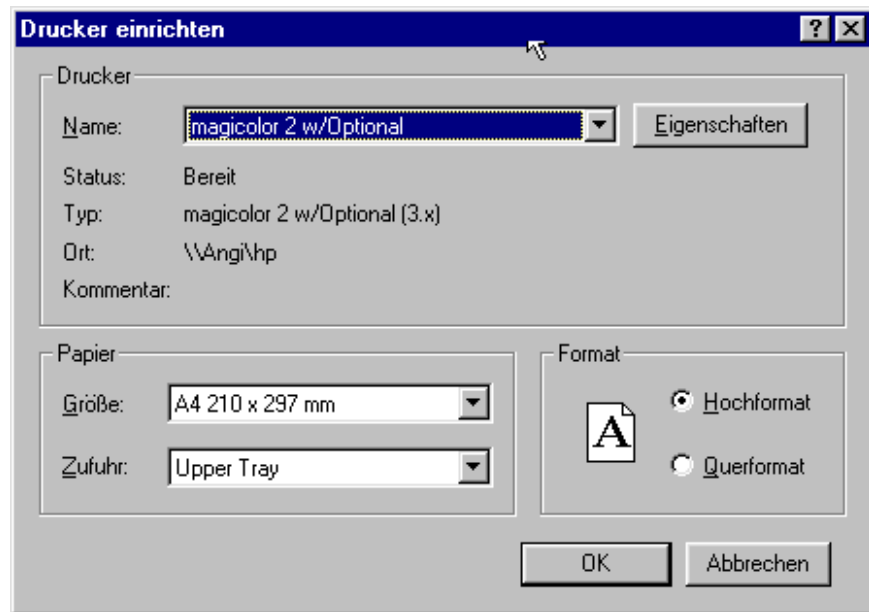 Drucker einrichten
Drucker
Name: magicolor 2 w/Optional Eigenschaften
Status: Bereit
Typ: magicolor 2 w/Optional (3.x)
Ort: \\Angi\hp
Kommentar:
Papier
Größe: A4 210 x 297 mm
Zufuhr: Upper Tray
Format
A
Hochformat
Querformat
OK Abbrechen